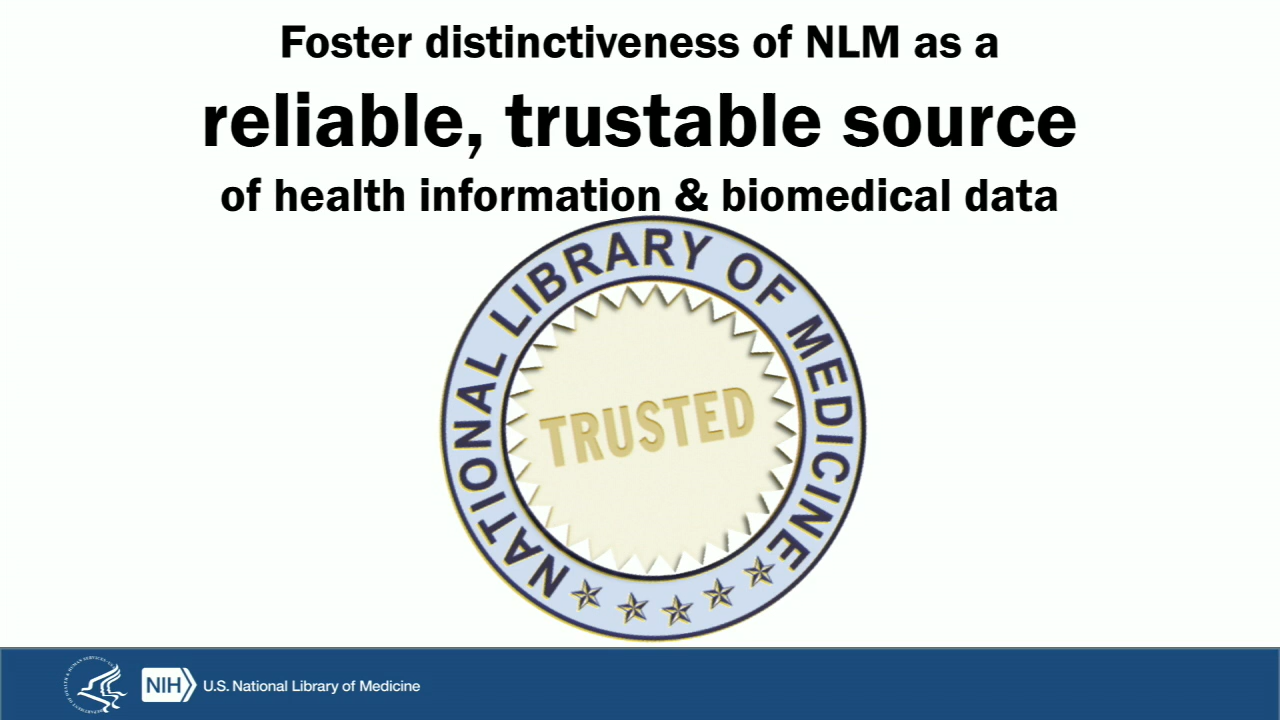 Foster distinctiveness of NLM as a
reliable, trustable source
of health information & biomedical data
NATIONAL LIBRARY OF MEDICINE
TRUSTED
NIH
U.S. National Library of Medicine